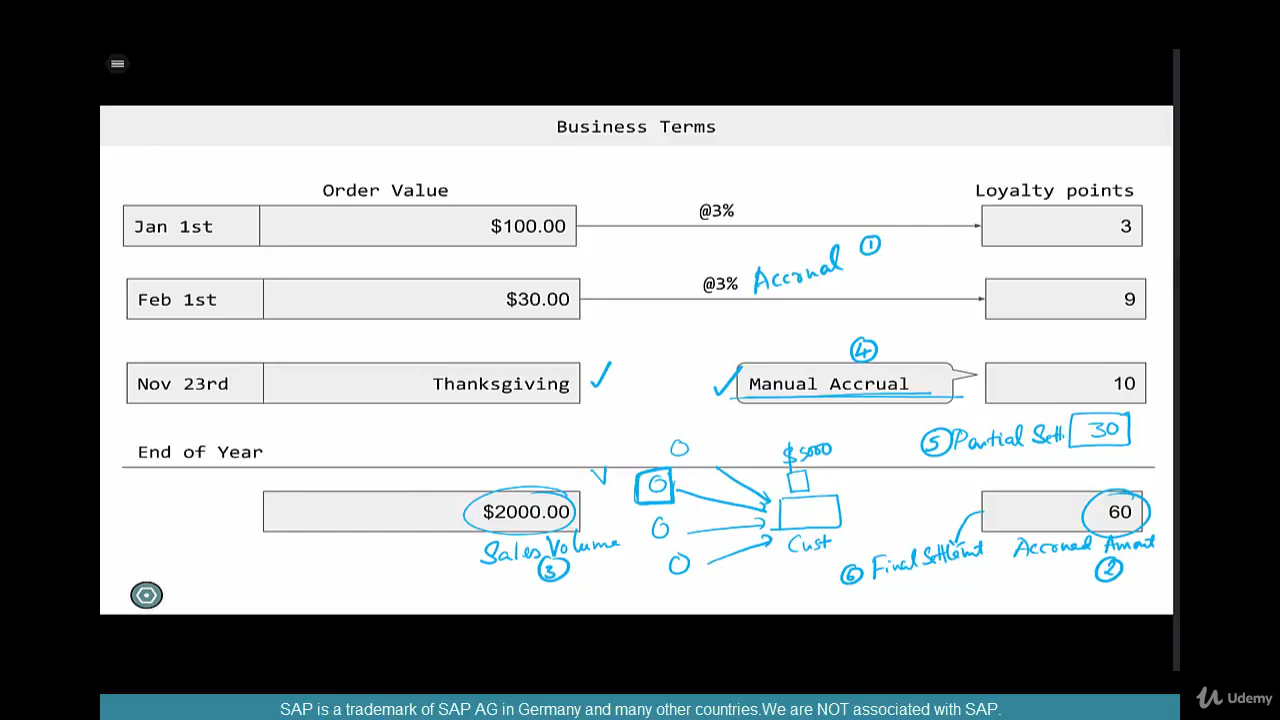 Business Terms
Order Value
Loyalty points
Jan 1st $100.00 @3% 3
Accrual ①
Feb 1st $30.00 @3% 9
④
Nov 23rd Thanksgiving Manual Accrual 10
⑤ Partial Sett. 30
End of Year
$5000
$2000.00 60
Sales Volume Cust ⑥ Final Settlement Accrued Amount
③ ②
SAP is a trademark of SAP AG in Germany and many other countries.We are NOT associated with SAP.
Udemy